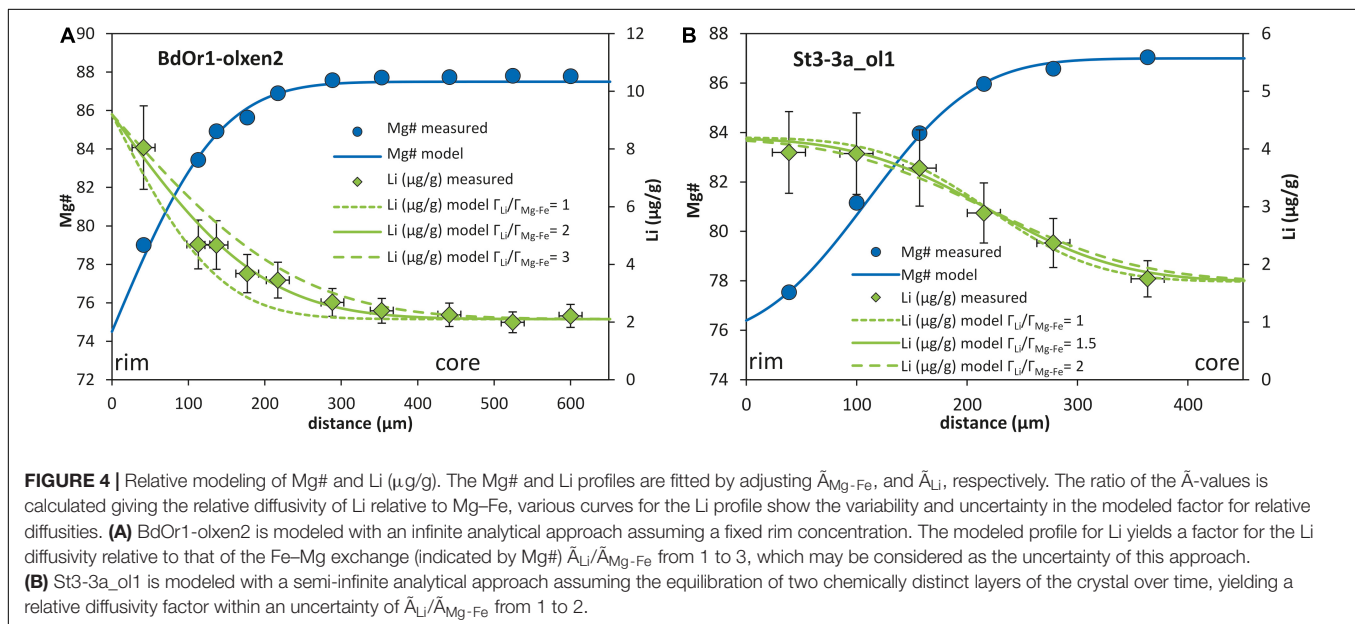 A
BdOr1-olxen2
90
88
86
84
82
80
78
76
74
72
Mg#
12
10
8
6
4
2
0
Li (µg/g)
Mg# measured
Mg# model
Li (µg/g) measured
Li (µg/g) model ΓLi/ΓMg-Fe= 1
Li (µg/g) model ΓLi/ΓMg-Fe= 2
Li (µg/g) model ΓLi/ΓMg-Fe= 3
rim
core
0 100 200 300 400 500 600
distance (µm)
B
St3-3a_ol1
88
86
84
82
80
78
76
74
Mg#
6
5
4
3
2
1
0
Li (µg/g)
Mg# measured
Mg# model
Li (µg/g) measured
Li (µg/g) model ΓLi/ΓMg-Fe= 1
Li (µg/g) model ΓLi/ΓMg-Fe= 1.5
Li (µg/g) model ΓLi/ΓMg-Fe= 2
rim
core
0 100 200 300 400
distance (µm)
FIGURE 4 | Relative modeling of Mg# and Li (µg/g). The Mg# and Li profiles are fitted by adjusting ÃMg-Fe, and ÃLi, respectively. The ratio of the Ã-values is
calculated giving the relative diffusivity of Li relative to Mg–Fe, various curves for the Li profile show the variability and uncertainty in the modeled factor for relative
diffusities. (A) BdOr1-olxen2 is modeled with an infinite analytical approach assuming a fixed rim concentration. The modeled profile for Li yields a factor for the Li
diffusivity relative to that of the Fe–Mg exchange (indicated by Mg#) ÃLi/ÃMg-Fe from 1 to 3, which may be considered as the uncertainty of this approach.
(B) St3-3a_ol1 is modeled with a semi-infinite analytical approach assuming the equilibration of two chemically distinct layers of the crystal over time, yielding a
relative diffusivity factor within an uncertainty of ÃLi/ÃMg-Fe from 1 to 2.